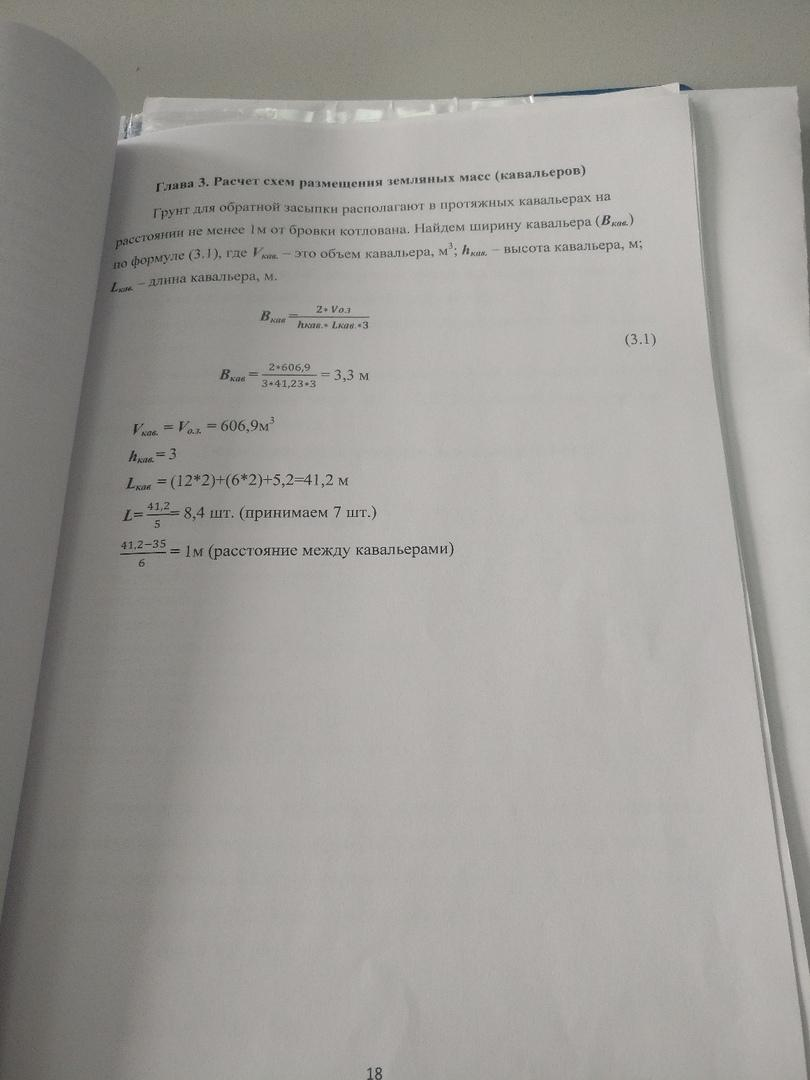 Глава 3. Расчет схем размещения земляных масс (кавальеров)
Грунт для обратной засыпки располагают в протяжных кавальерах на
расстоянии не менее 1м от бровки котлована. Найдем ширину кавальера (Bкав.)
по формуле (3.1), где Vкав. – это объем кавальера, м³; hкав. – высота кавальера, м;
Lкав. – длина кавальера, м.
Bкав = 2* Vо.з / hкав.* Lкав.*3
(3.1)
Bкав = 2*606,9 / 3*41,23*3 = 3,3 м
Vкав. = Vо.з. = 606,9м³
hкав.= 3
Lкав = (12*2)+(6*2)+5,2=41,2 м
L= 41,2 / 5 = 8,4 шт. (принимаем 7 шт.)
41,2−35 / 6 = 1м (расстояние между кавальерами)
18